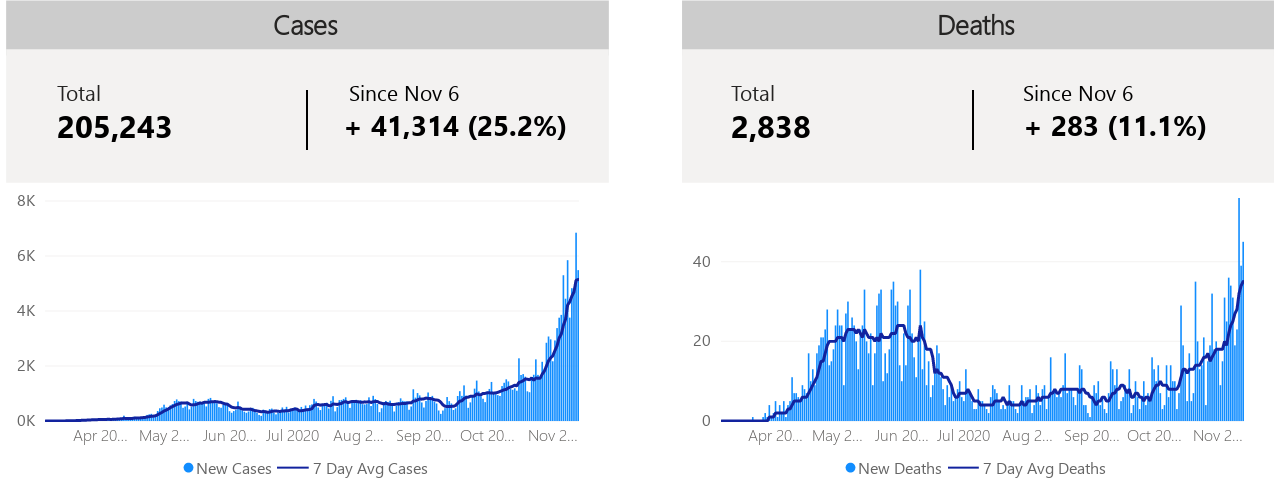 Cases
Total
205,243
Since Nov 6
+ 41,314 (25.2%)
8K
6K
4K
2K
0K
Apr 20... May 2... Jun 20... Jul 2020 Aug 2... Sep 20... Oct 20... Nov 2...
New Cases 7 Day Avg Cases
Deaths
Total
2,838
Since Nov 6
+ 283 (11.1%)
40
20
0
Apr 20... May 2... Jun 20... Jul 2020 Aug 2... Sep 20... Oct 20... Nov 2...
New Deaths 7 Day Avg Deaths